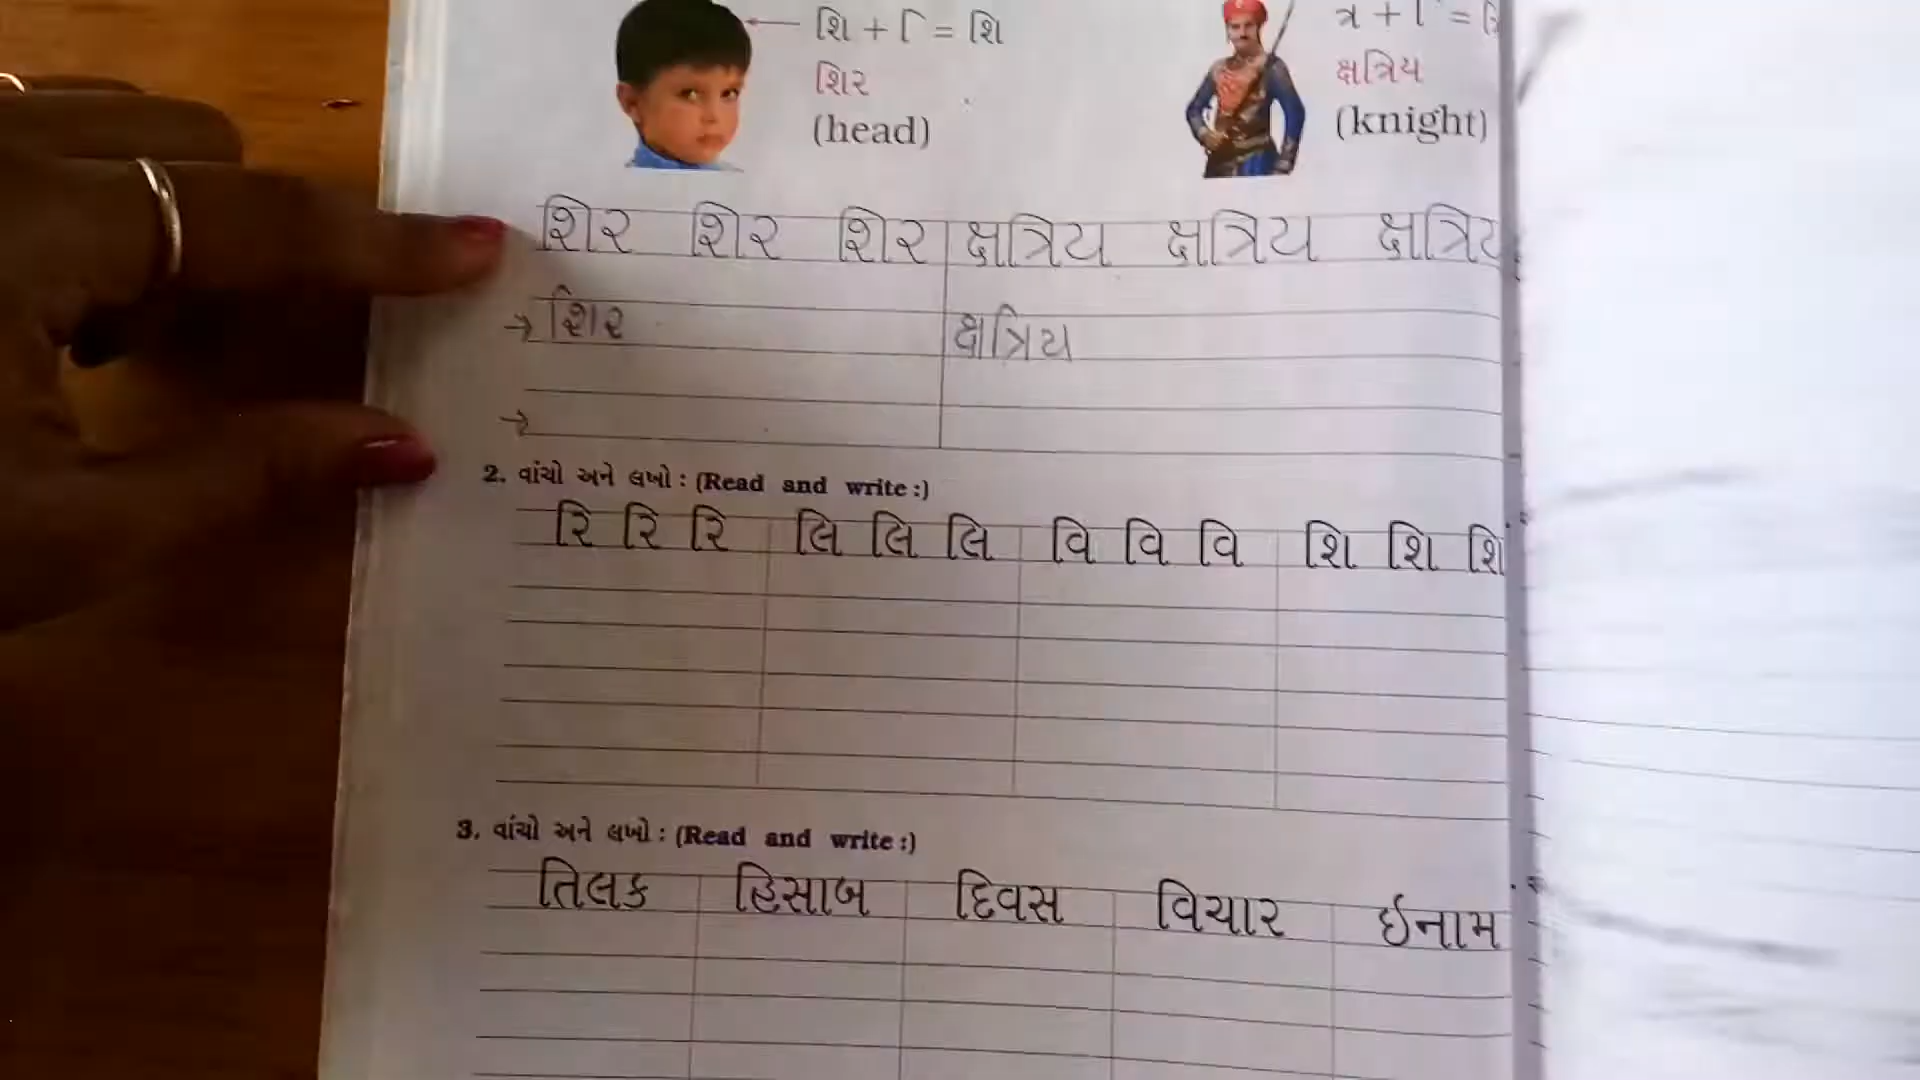 શિ + િ = શિ
શિર
(head)
ત્ર + િ =
ક્ષત્રિય
(knight)
શિર શિર શિર ક્ષત્રિય ક્ષત્રિય ક્ષત્રિય
→ શિર ક્ષત્રિય
→
2. વાંચો અને લખો : (Read and write :)
રિ રિ રિ લિ લિ લિ વિ વિ વિ શિ શિ શિ
3. વાંચો અને લખો : (Read and write :)
તિલક હિસાબ દિવસ વિચાર ઈનામ